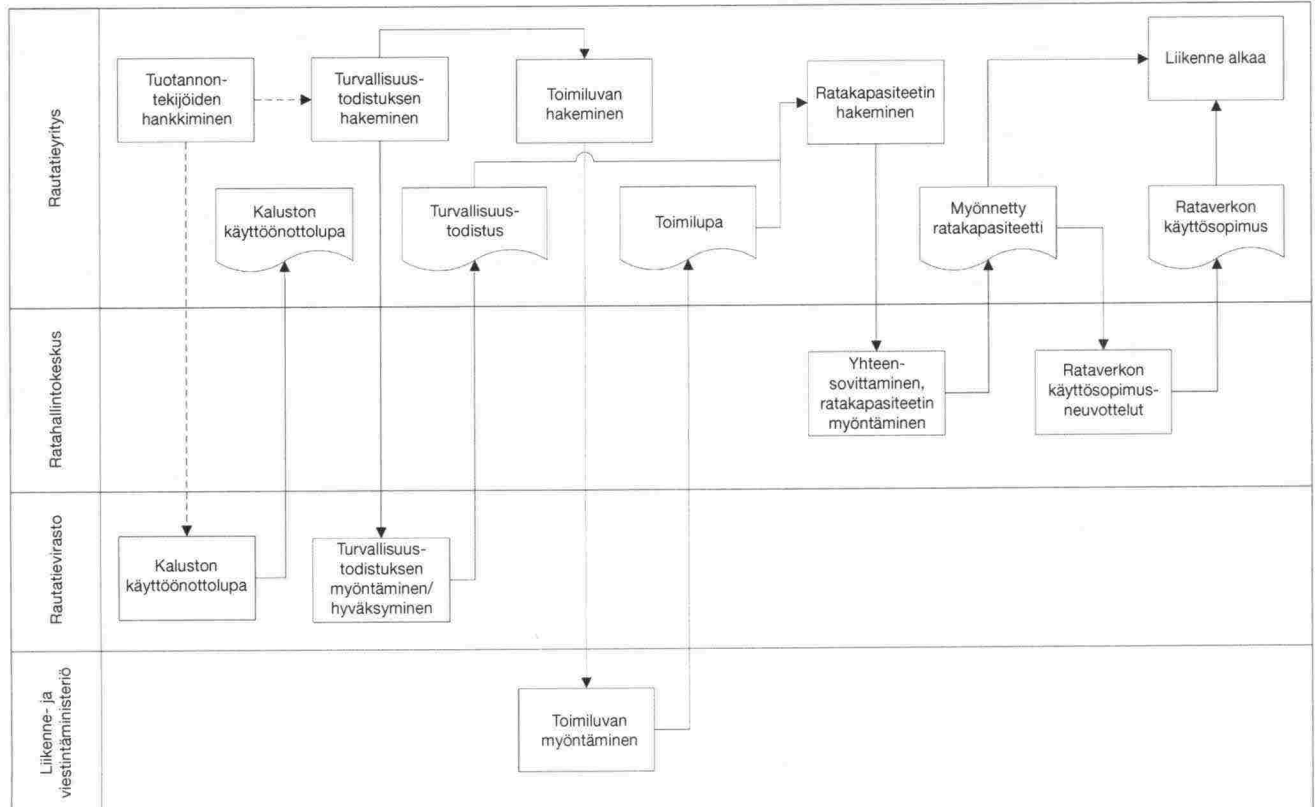 Rautatieyritys
Tuotannon-
tekijöiden
hankkiminen
Turvallisuus-
todistuksen
hakeminen
Toimiluvan
hakeminen
Ratakapasiteetin
hakeminen
Liikenne alkaa
Kaluston
käyttöönottolupa
Turvallisuus-
todistus
Toimilupa
Myönnetty
ratakapasiteetti
Rataverkon
käyttösopimus
Ratahallintokeskus
Yhteen-
sovittaminen,
ratakapasiteetin
myöntäminen
Rataverkon
käyttösopimus-
neuvottelut
Rautatievirasto
Kaluston
käyttöönottolupa
Turvallisuus-
todistuksen
myöntäminen/
hyväksyminen
Liikenne- ja
viestintäministeriö
Toimiluvan
myöntäminen